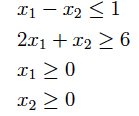 x₁ − x₂ ≤ 1
2x₁ + x₂ ≥ 6
x₁ ≥ 0
x₂ ≥ 0